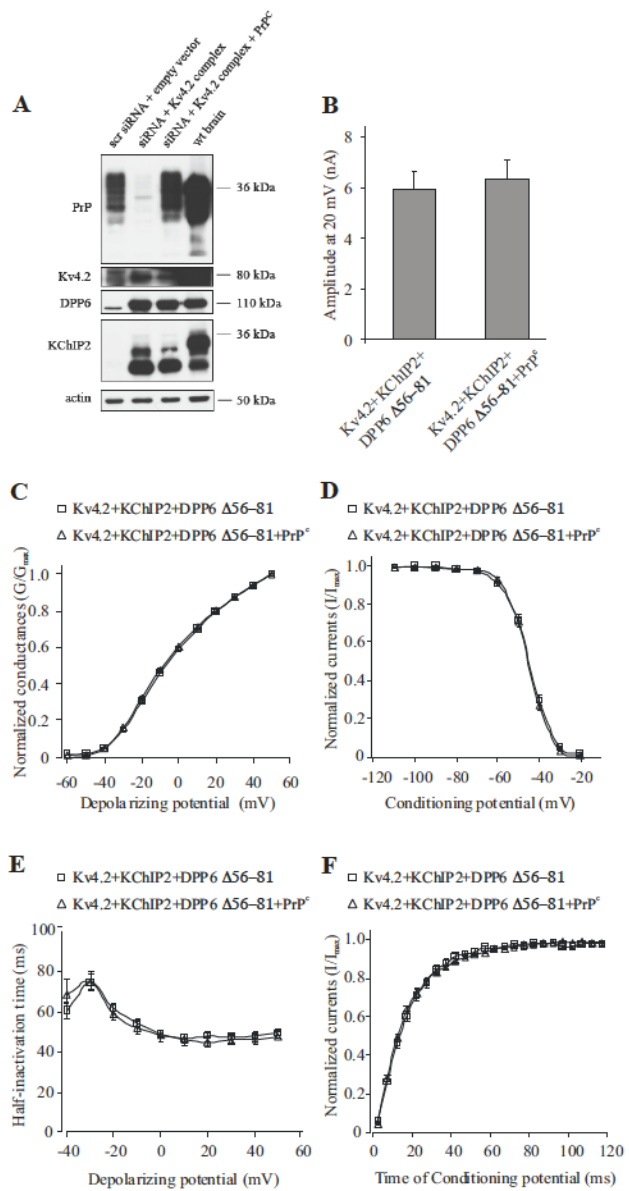 A
scr siRNA + empty vector
siRNA + Kv4.2 complex
siRNA + Kv4.2 complex + PrPC
wt brain
PrP
36 kDa
Kv4.2
80 kDa
DPP6
110 kDa
KChIP2
36 kDa
actin
50 kDa
B
Amplitude at 20 mV (nA)
8
6
4
2
0
Kv4.2+KChIP2+
DPP6 Δ56–81
Kv4.2+KChIP2+
DPP6 Δ56–81+PrPc
C
Kv4.2+KChIP2+DPP6 Δ56–81
Kv4.2+KChIP2+DPP6 Δ56–81+PrPc
Normalized conductances (G/Gmax)
1.0
0.8
0.6
0.4
0.2
0
-60 -40 -20 0 20 40 60
Depolarizing potential (mV)
D
Kv4.2+KChIP2+DPP6 Δ56–81
Kv4.2+KChIP2+DPP6 Δ56–81+PrPc
Normalized currents (I/Imax)
1.0
0.8
0.6
0.4
0.2
0
-120 -100 -80 -60 -40 -20
Conditioning potential (mV)
E
Kv4.2+KChIP2+DPP6 Δ56–81
Kv4.2+KChIP2+DPP6 Δ56–81+PrPc
Half-inactivation time (ms)
100
80
60
40
20
0
-40 -20 0 20 40 60
Depolarizing potential (mV)
F
Kv4.2+KChIP2+DPP6 Δ56–81
Kv4.2+KChIP2+DPP6 Δ56–81+PrPc
Normalized currents (I/Imax)
1.0
0.8
0.6
0.4
0.2
0
0 20 40 60 80 100 120
Time of Conditioning potential (ms)